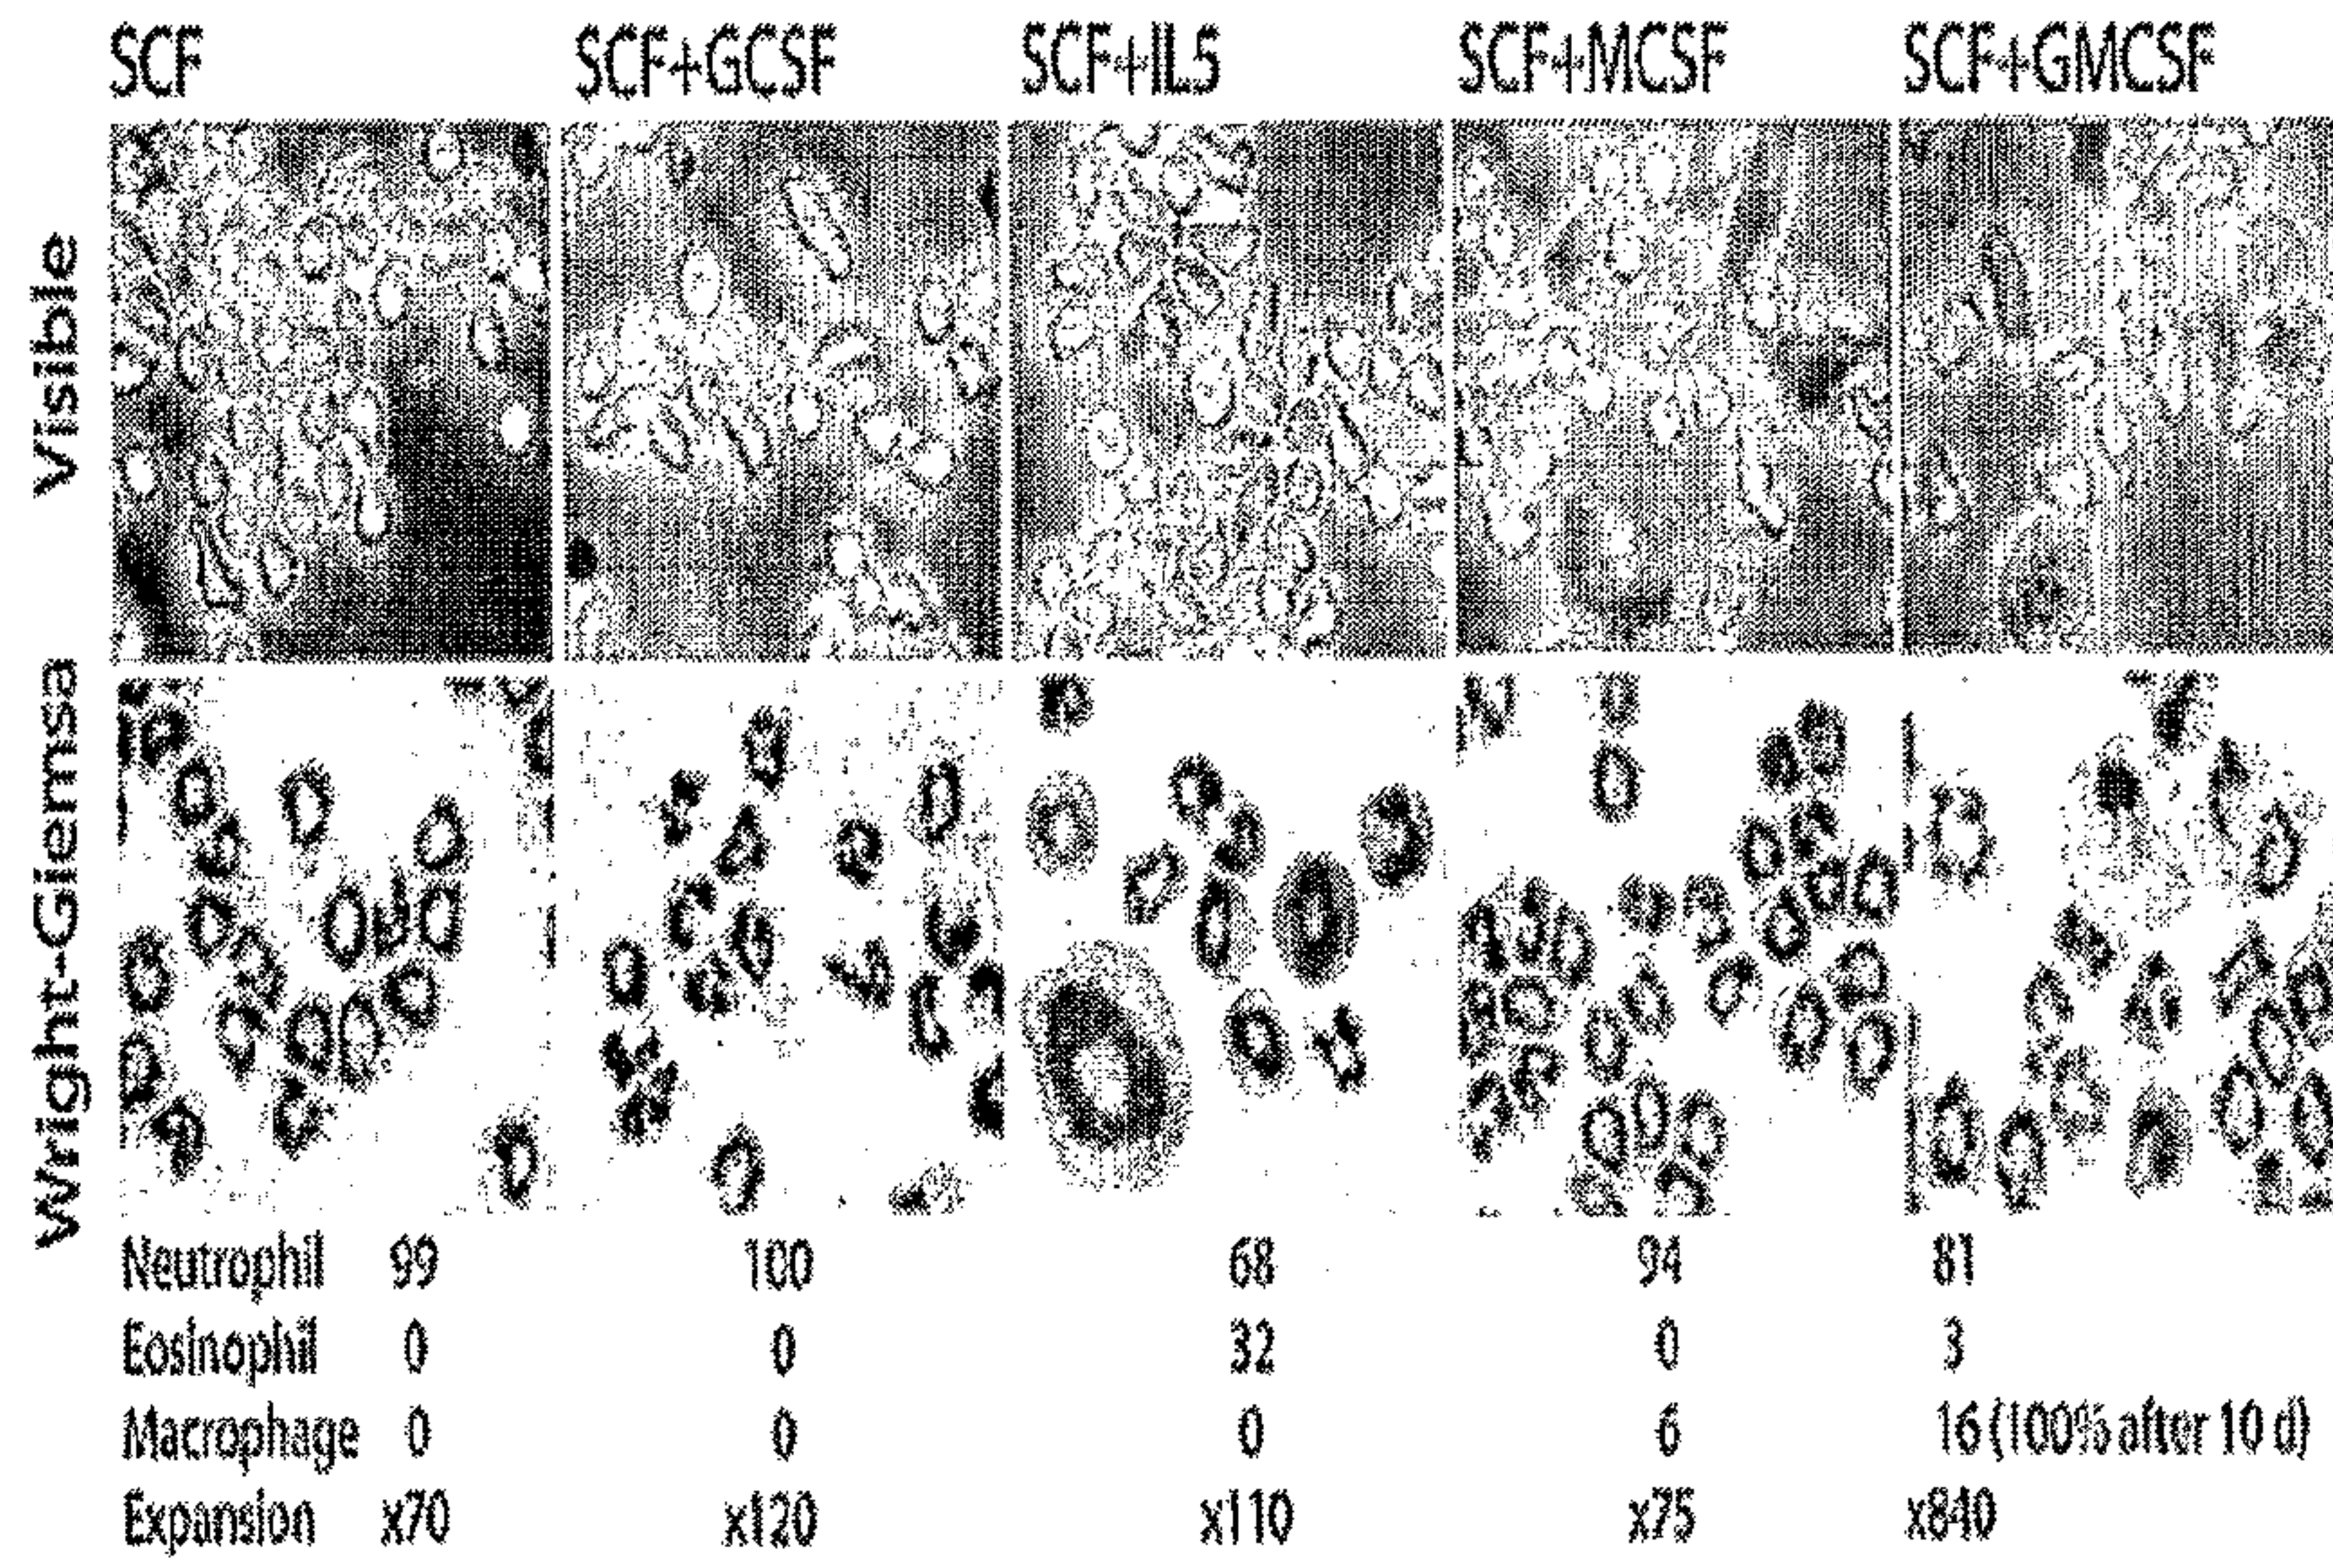 SCF SCF+GCSF SCF+IL5 SCF+MCSF SCF+GMCSF
Visible
Wright-Giemsa
Neutrophil 99 100 68 94 81
Eosinophil 0 0 32 0 3
Macrophage 0 0 0 6 16 (100% after 10 d)
Expansion x70 x120 x110 x75 x840